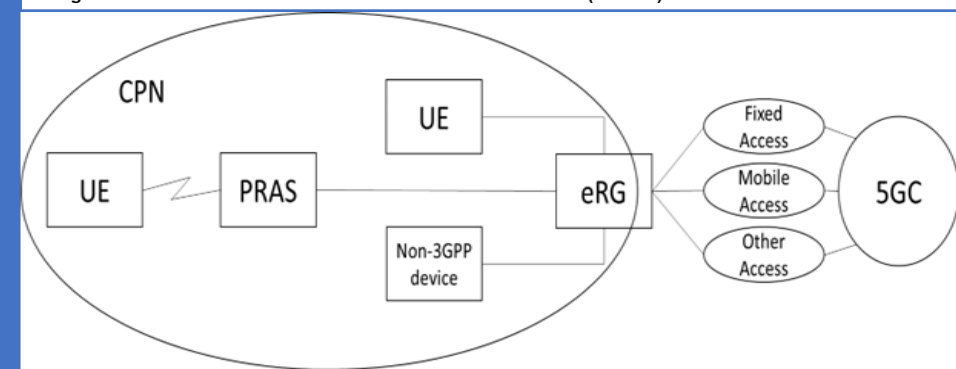 CPN
UE
PRAS
UE
Non-3GPP
device
eRG
Fixed
Access
Mobile
Access
Other
Access
5GC